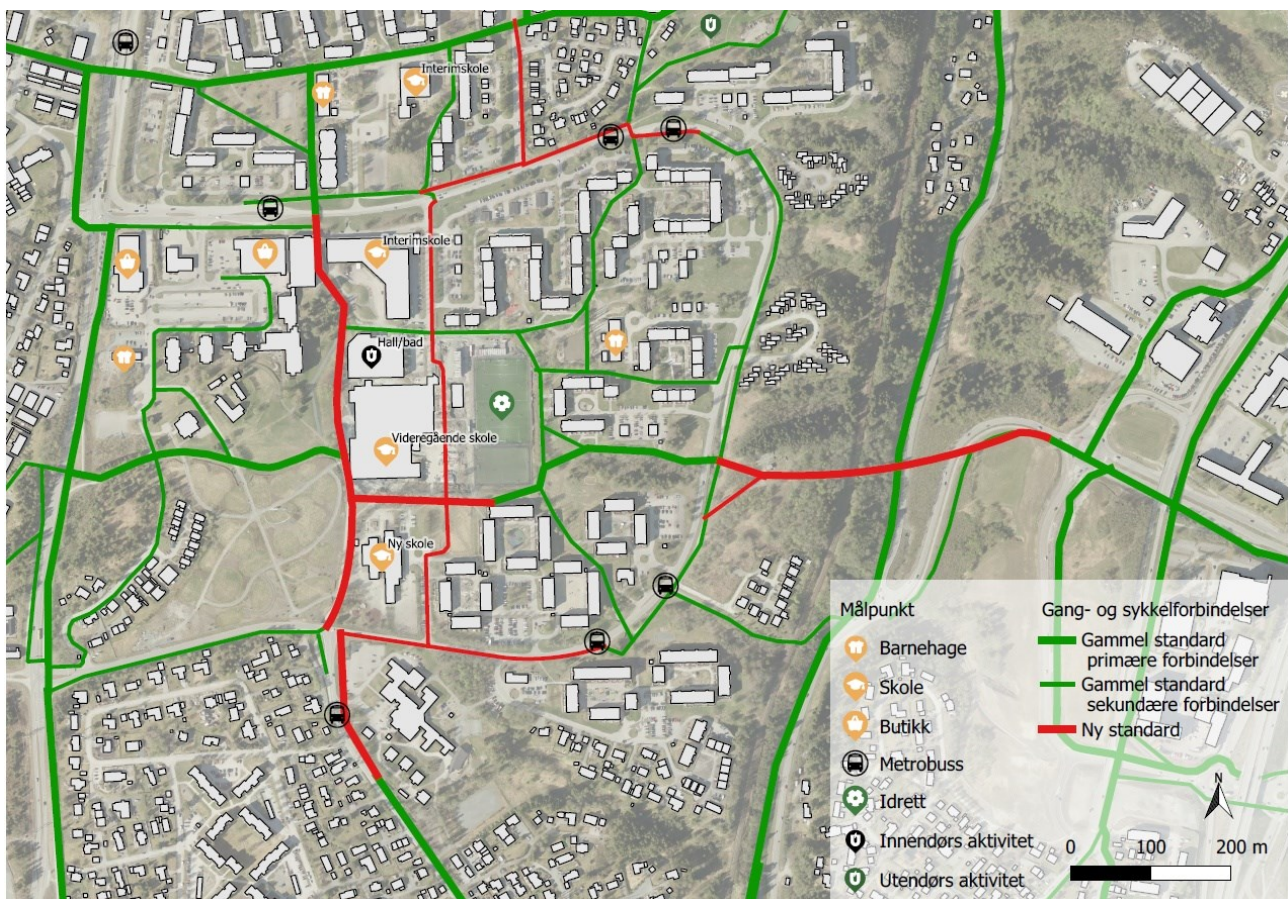 Interimskole
Interimskole
Hall/bad
Videregående skole
Ny skole
Målpunkt
Barnehage
Skole
Butikk
Metrobuss
Idrett
Innendørs aktivitet
Utendørs aktivitet
Gang- og sykkelforbindelser
Gammel standard
primære forbindelser
Gammel standard
sekundære forbindelser
Ny standard
N
0 100 200 m